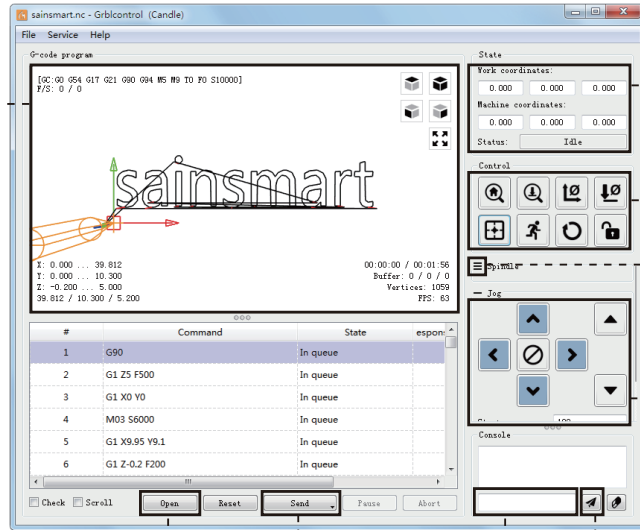 sainsmart.nc - Grblcontrol (Candle)
File Service Help
G-code program
[GC:G0 G54 G17 G21 G90 G94 M5 M9 T0 F0 S10000]
F/S: 0 / 0
sainsmart
X: 0.000 ... 39.812
Y: 0.000 ... 10.300
Z: -0.200 ... 5.000
39.812 / 10.300 / 5.200
00:00:00 / 00:01:56
Buffer: 0 / 0 / 0
Vertices: 1059
FPS: 63
# Command State espon:
1 G90 In queue
2 G1 Z5 F500 In queue
3 G1 X0 Y0 In queue
4 M03 S6000 In queue
5 G1 X9.95 Y9.1 In queue
6 G1 Z-0.2 F200 In queue
Check Scroll Open Reset Send Pause Abort
State
Work coordinates:
0.000 0.000 0.000
Machine coordinates:
0.000 0.000 0.000
Status: Idle
Control
Spindle
Jog
Console